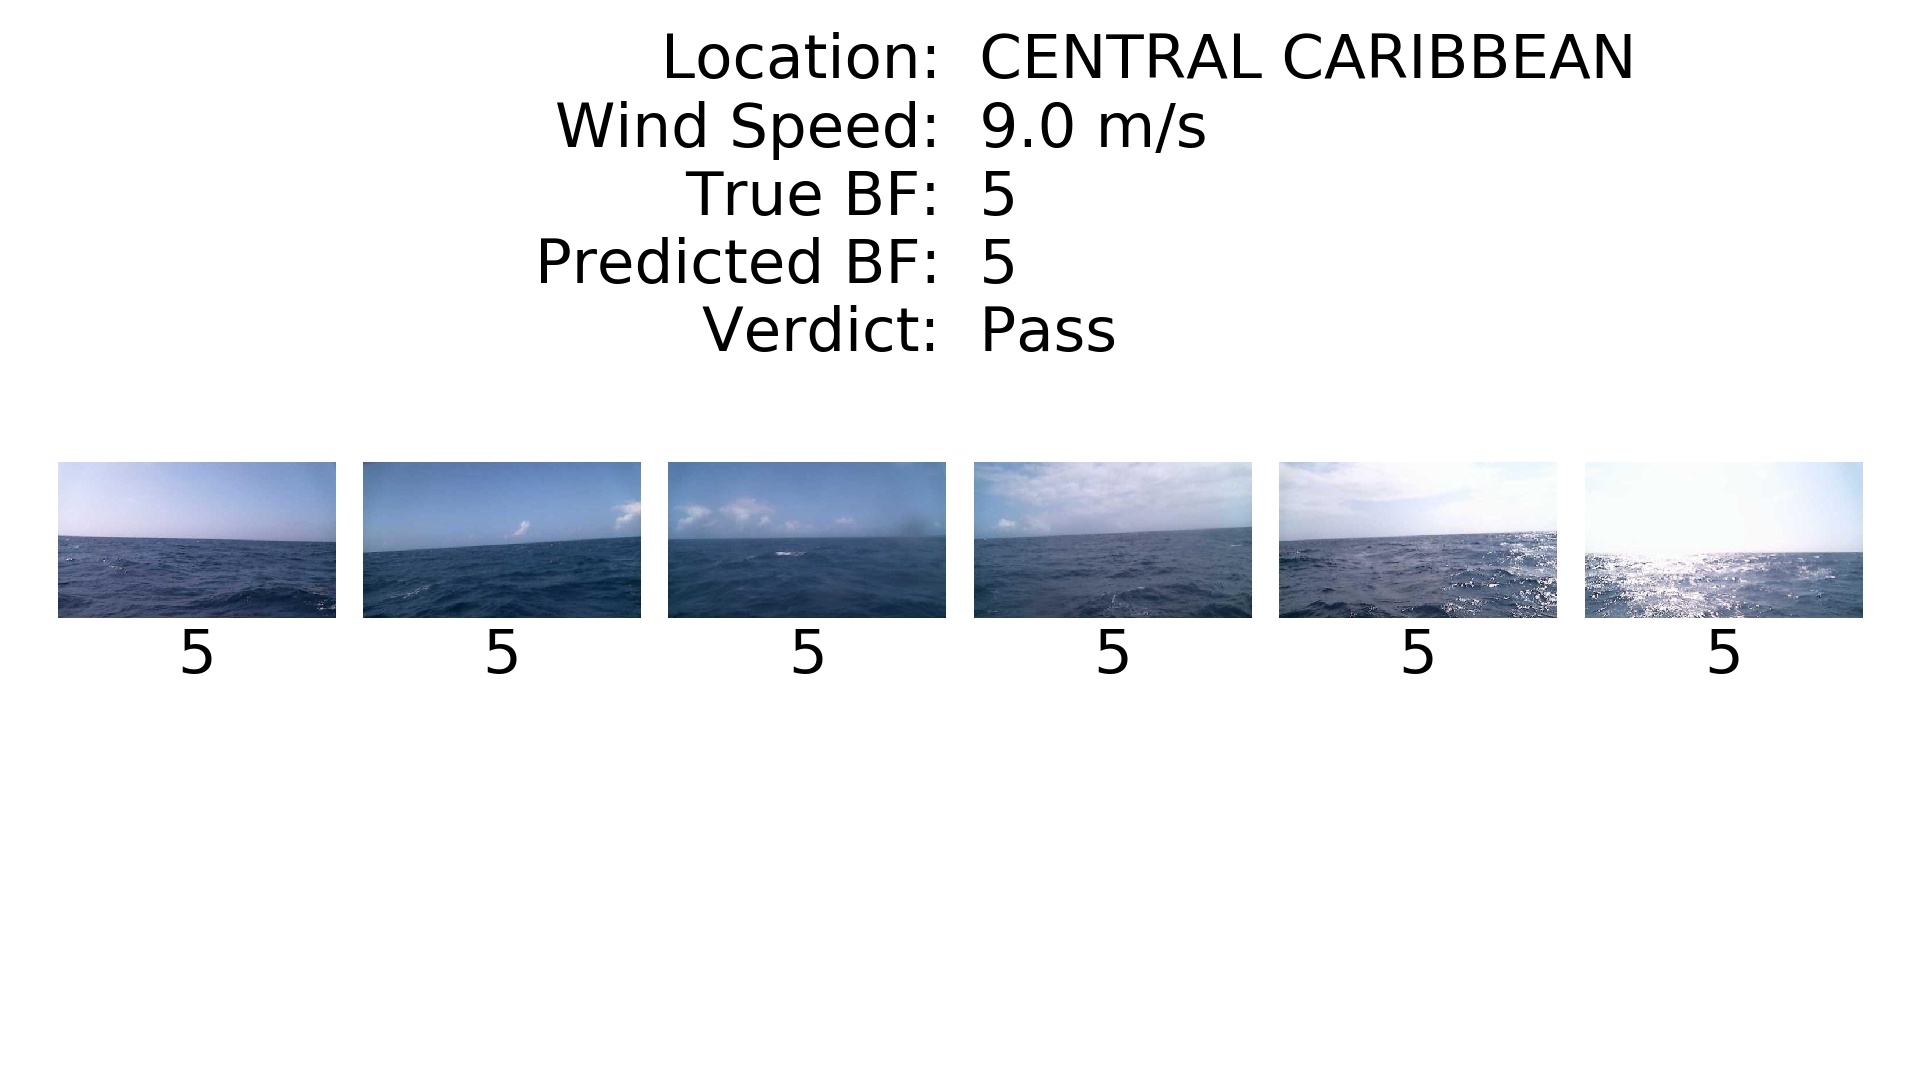 Location: CENTRAL CARIBBEAN
Wind Speed: 9.0 m/s
True BF: 5
Predicted BF: 5
Verdict: Pass
5 5 5 5 5 5